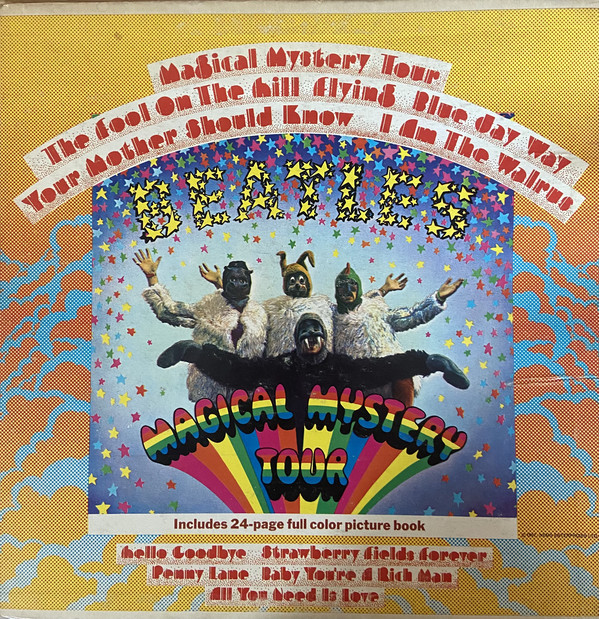 Magical Mystery Tour
The Fool On The Hill Flying Blue Jay Way
Your Mother Should Know I Am The Walrus
BEATLES
MAGICAL MYSTERY
TOUR
Includes 24-page full color picture book
Hello Goodbye Strawberry Fields Forever
Penny Lane Baby You're A Rich Man
All You Need Is Love